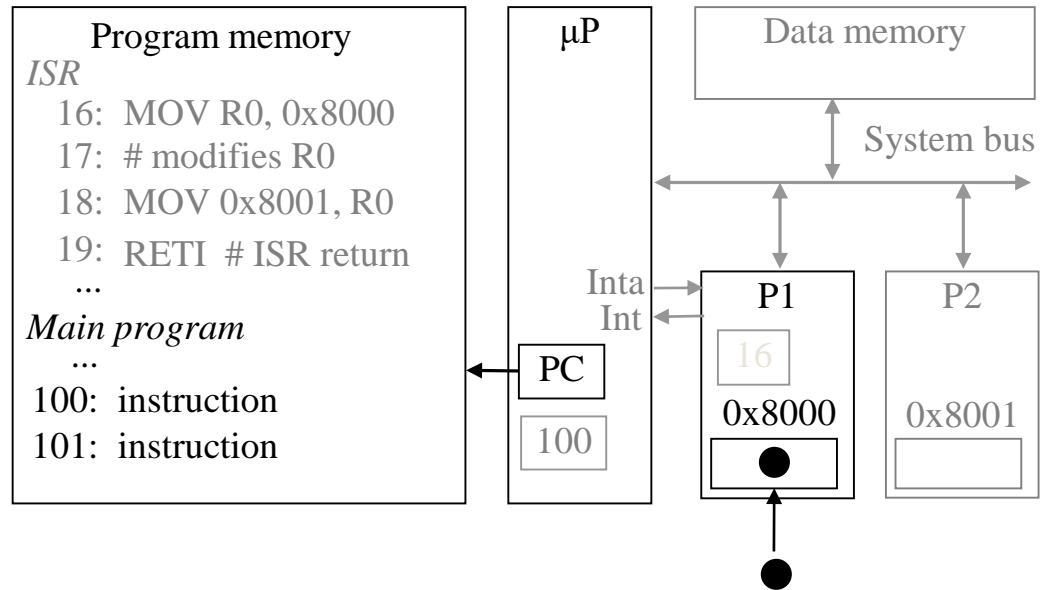 Program memory
ISR
16: MOV R0, 0x8000
17: # modifies R0
18: MOV 0x8001, R0
19: RETI # ISR return
...
Main program
...
100: instruction
101: instruction
μP
Inta
Int
PC
100
Data memory
System bus
P1
16
0x8000
P2
0x8001